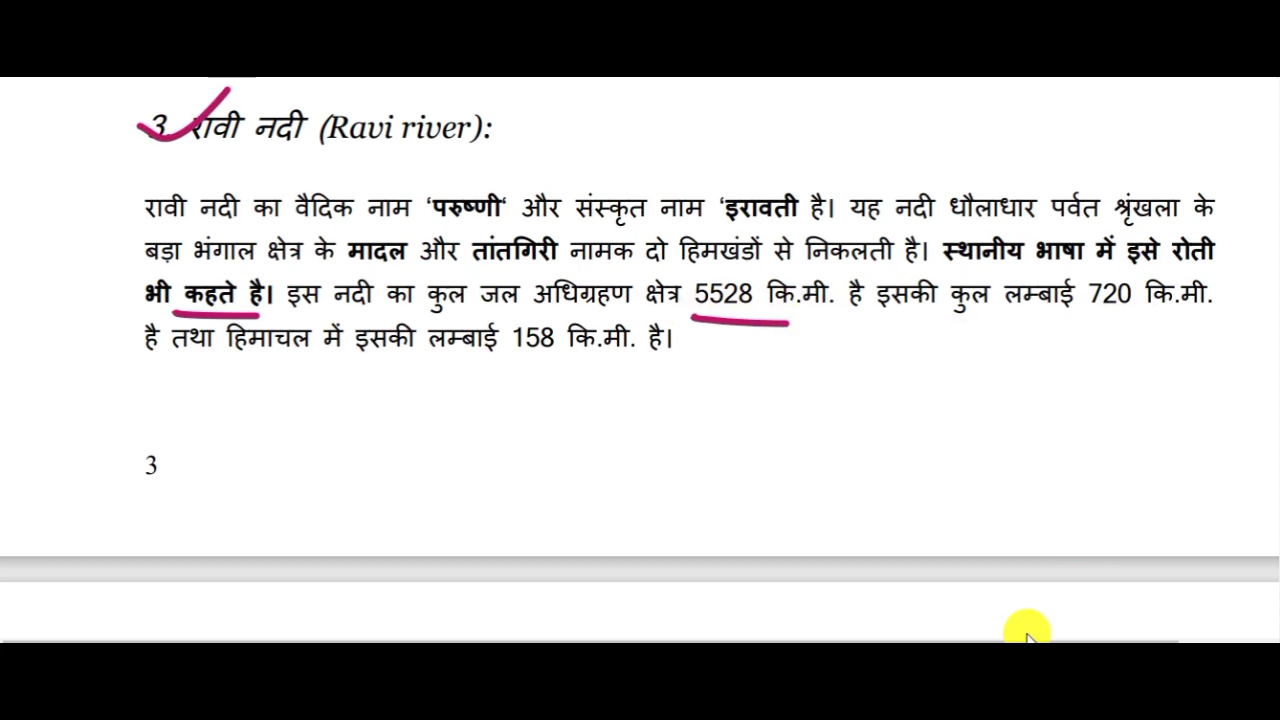 3. रावी नदी (Ravi river):
रावी नदी का वैदिक नाम ‘परुष्णी‘ और संस्कृत नाम ‘इरावती है। यह नदी धौलाधार पर्वत श्रृंखला के
बड़ा भंगाल क्षेत्र के मादल और तांतगिरी नामक दो हिमखंडों से निकलती है। स्थानीय भाषा में इसे रोती
भी कहते है। इस नदी का कुल जल अधिग्रहण क्षेत्र 5528 कि.मी. है इसकी कुल लम्बाई 720 कि.मी.
है तथा हिमाचल में इसकी लम्बाई 158 कि.मी. है।
3